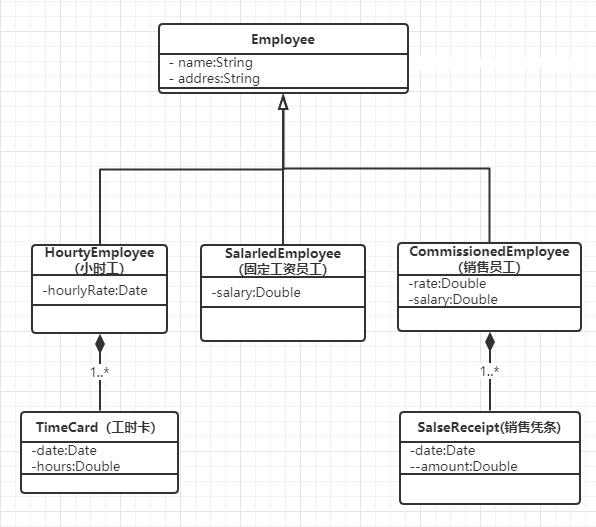 Employee
- name:String
- addres:String
HourtyEmployee
(小时工)
-hourlyRate:Date
SalarledEmployee
(固定工资员工)
-salary:Double
CommissionedEmployee
(销售员工)
-rate:Double
-salary:Double
1..*
1..*
TimeCard（工时卡）
-date:Date
-hours:Double
SalseReceipt(销售凭条)
-date:Date
--amount:Double